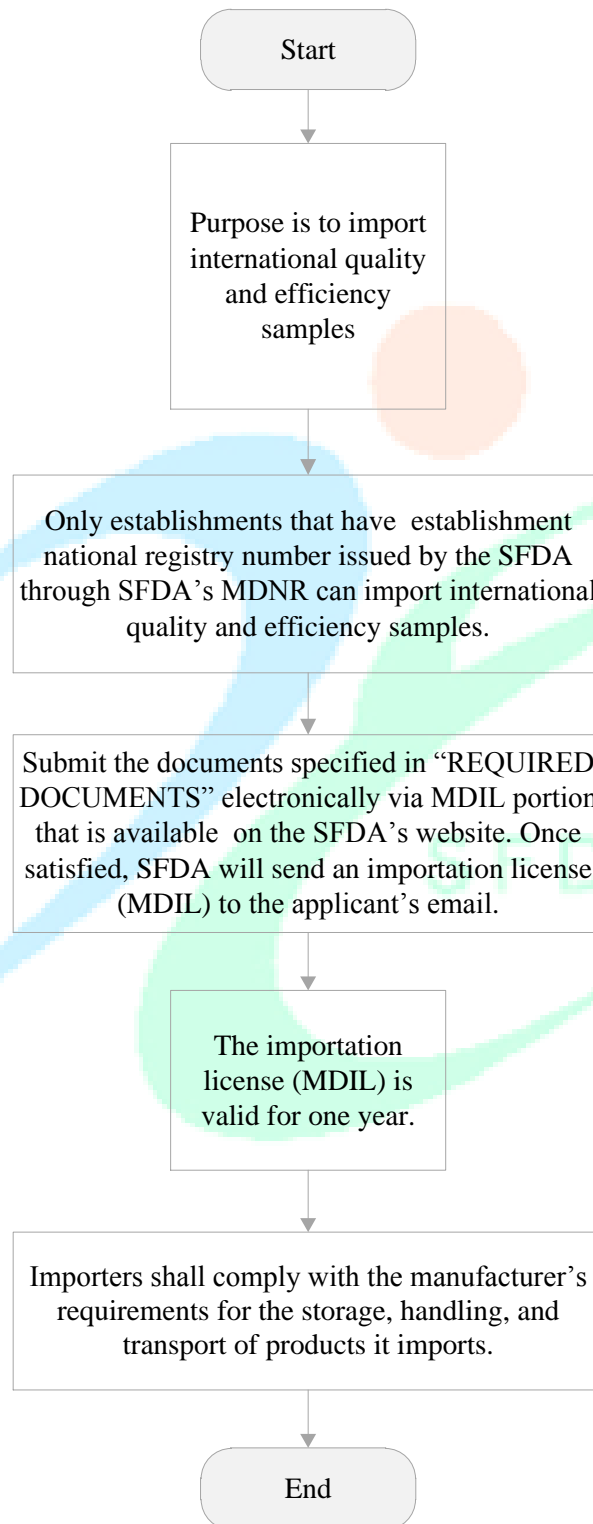 Start
Purpose is to import
international quality
and efficiency
samples
Only establishments that have  establishment
national registry number issued by the SFDA
through SFDA’s MDNR can import international
quality and efficiency samples.
Submit the documents specified in “REQUIRED
DOCUMENTS” electronically via MDIL portion
that is available  on the SFDA’s website. Once
satisfied, SFDA will send an importation license
(MDIL) to the applicant’s email.
S F D
The importation
license (MDIL) is
valid for one year.
Importers shall comply with the manufacturer’s
requirements for the storage, handling, and
transport of products it imports.
End